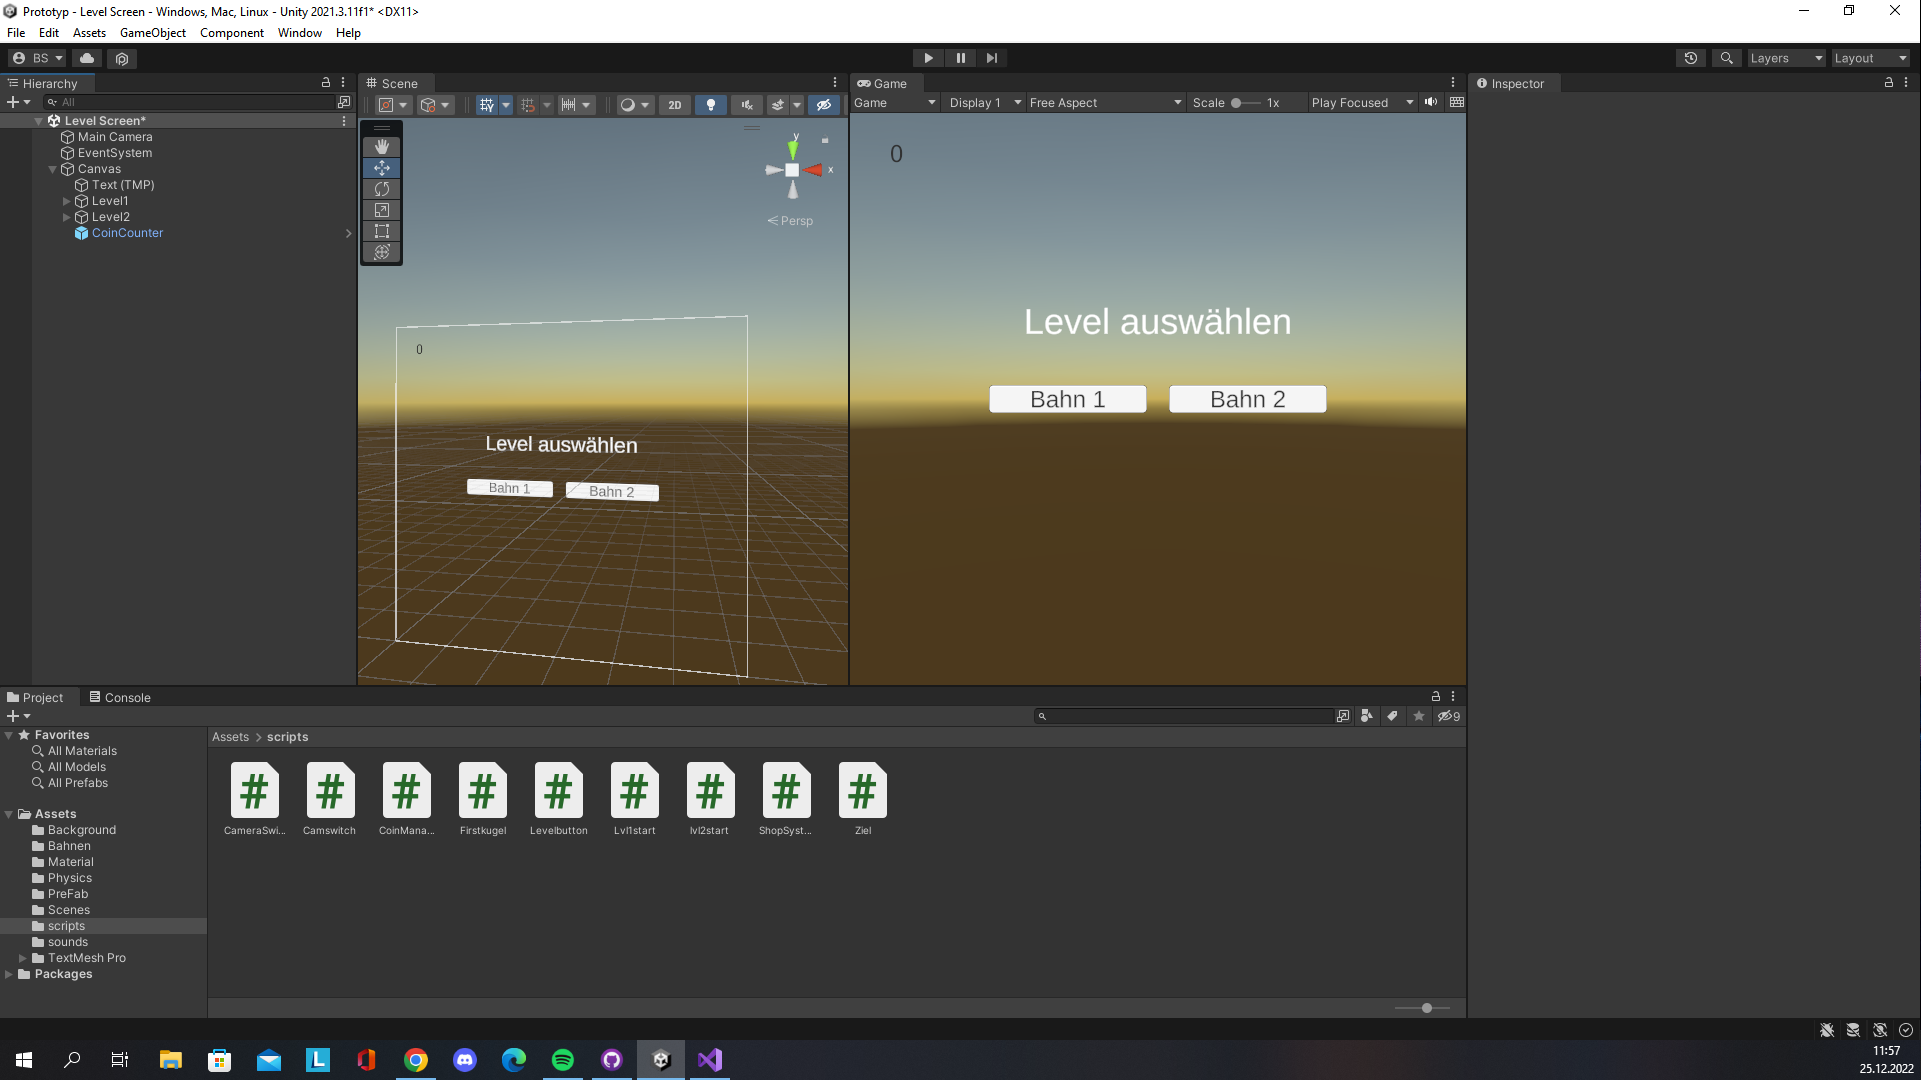 Prototyp - Level Screen - Windows, Mac, Linux - Unity 2021.3.11f1* <DX11>
File Edit Assets GameObject Component Window Help
BS
Layers
Layout
Hierarchy
All
Level Screen*
Main Camera
EventSystem
Canvas
Text (TMP)
Level1
Level2
CoinCounter
Scene
2D
y
x
Persp
0
Level auswählen
Bahn 1
Bahn 2
Game
Game
Display 1
Free Aspect
Scale
1x
Play Focused
0
Level auswählen
Bahn 1
Bahn 2
Inspector
Project
Console
9
Favorites
All Materials
All Models
All Prefabs
Assets
Background
Bahnen
Material
Physics
PreFab
Scenes
scripts
sounds
TextMesh Pro
Packages
Assets > scripts
# # # # # # # # #
CameraSwi... Camswitch CoinMana... Firstkugel Levelbutton Lvl1start lvl2start ShopSyst... Ziel
L
11:57
25.12.2022